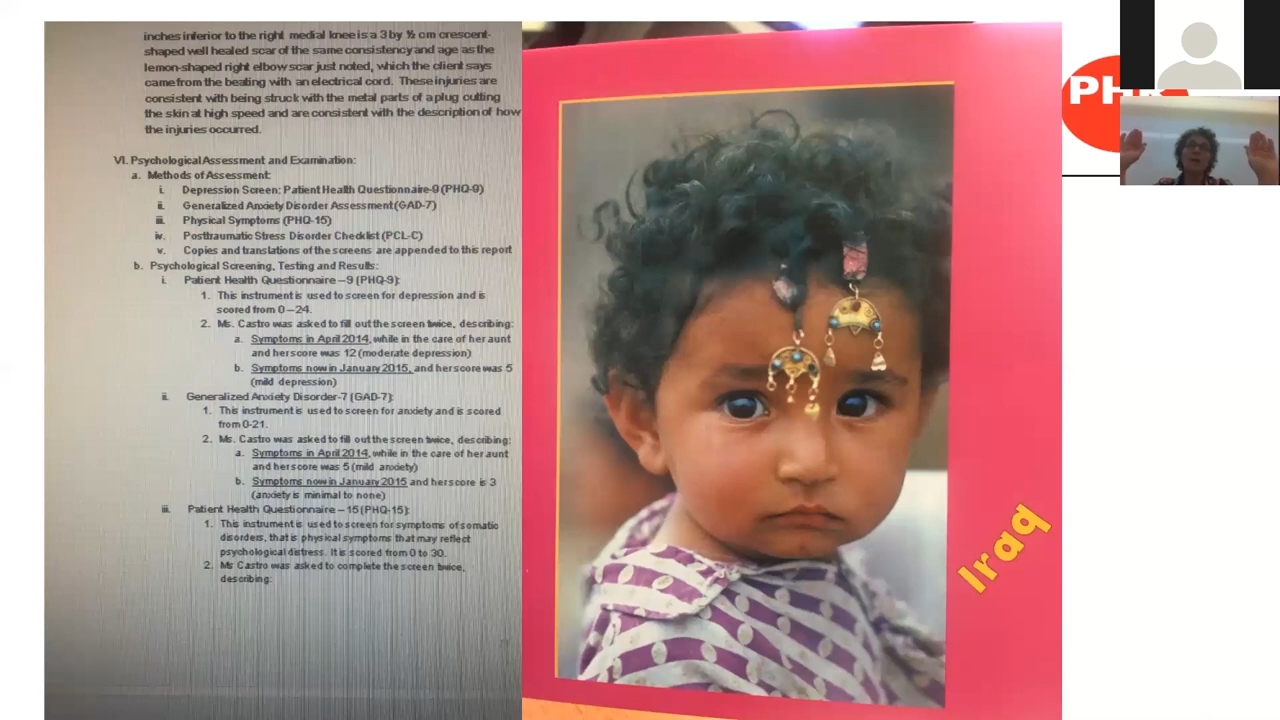 inches inferior to the right medial knee is a 3 by ½ cm crescent-
shaped well healed scar of the same consistency and age as the
lemon-shaped right elbow scar just noted, which the client says
came from the beating with an electrical cord. These injuries are
consistent with being struck with the metal parts of a plug cutting
the skin at high speed and are consistent with the description of how
the injuries occurred.
VI. Psychological Assessment and Examination:
a. Methods of Assessment:
i. Depression Screen: Patient Health Questionnaire-9 (PHQ-9)
ii. Generalized Anxiety Disorder Assessment (GAD-7)
iii. Physical Symptoms (PHQ-15)
iv. Posttraumatic Stress Disorder Checklist (PCL-C)
v. Copies and translations of the screens are appended to this report
b. Psychological Screening, Testing and Results:
i. Patient Health Questionnaire – 9 (PHQ-9):
1. This instrument is used to screen for depression and is
scored from 0 – 24.
2. Ms. Castro was asked to fill out the screen twice, describing:
a. Symptoms in April 2014, while in the care of her aunt
and her score was 12 (moderate depression)
b. Symptoms now in January 2015, and her score was 5
(mild depression)
ii. Generalized Anxiety Disorder-7 (GAD-7):
1. This instrument is used to screen for anxiety and is scored
from 0-21.
2. Ms. Castro was asked to fill out the screen twice, describing:
a. Symptoms in April 2014, while in the care of her aunt
and her score was 5 (mild anxiety)
b. Symptoms now in January 2015 and her score is 3
(anxiety is minimal to none)
iii. Patient Health Questionnaire – 15 (PHQ-15):
1. This instrument is used to screen for symptoms of somatic
disorders, that is physical symptoms that may reflect
psychological distress. It is scored from 0 to 30.
2. Ms Castro was asked to complete the screen twice,
describing:
Iraq